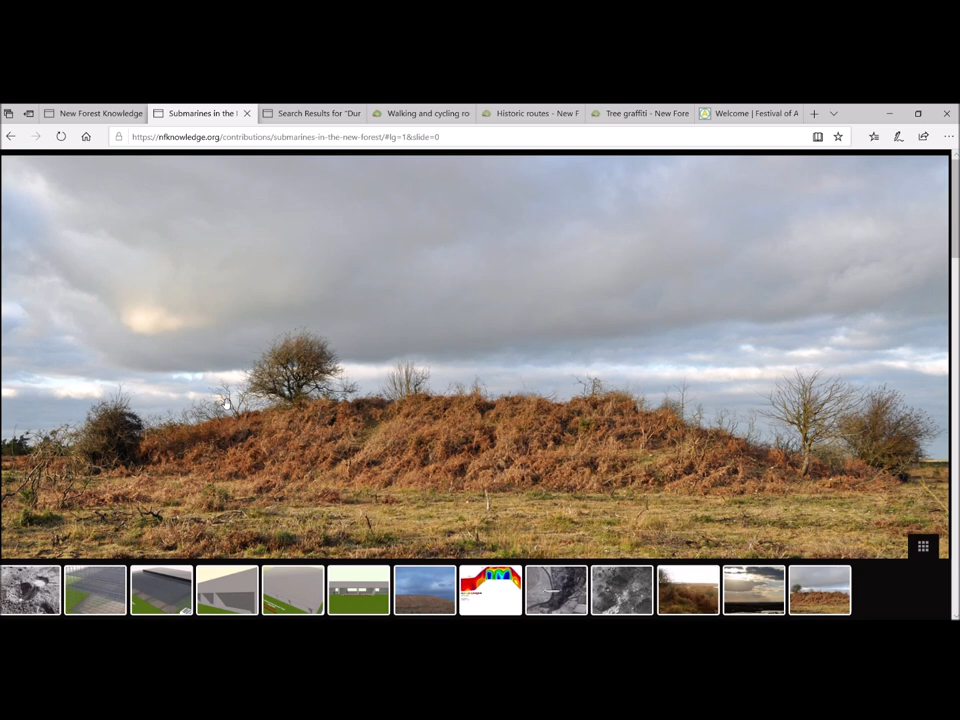 New Forest Knowledge
Submarines in the
Search Results for "Dur
Walking and cycling ro
Historic routes - New F
Tree graffiti - New Fore
Welcome | Festival of A
https://nfknowledge.org/contributions/submarines-in-the-new-forest/#lg=1&slide=0